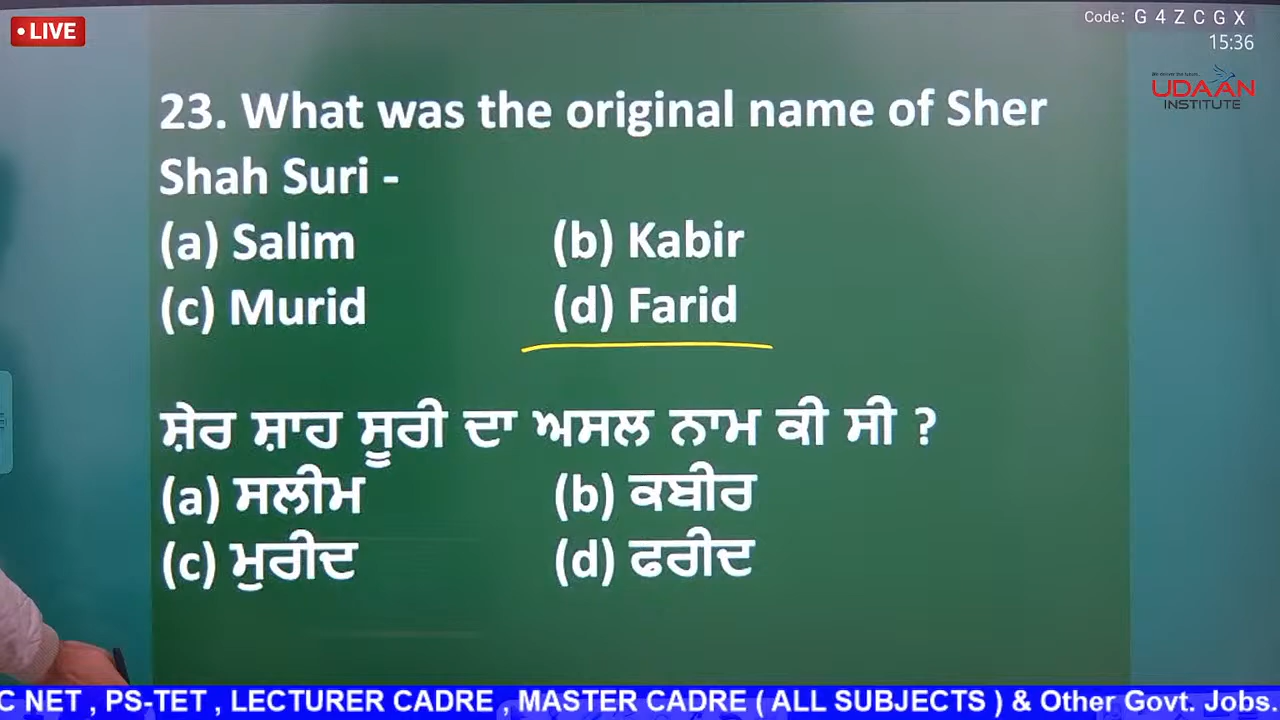 • LIVE
Code: G 4 Z C G X
15:36
UDAAN
INSTITUTE
23. What was the original name of Sher
Shah Suri -
(a) Salim (b) Kabir
(c) Murid (d) Farid
ਸ਼ੇਰ ਸ਼ਾਹ ਸੂਰੀ ਦਾ ਅਸਲ ਨਾਮ ਕੀ ਸੀ ?
(a) ਸਲੀਮ (b) ਕਬੀਰ
(c) ਮੁਰੀਦ (d) ਫਰੀਦ
C NET , PS-TET , LECTURER CADRE , MASTER CADRE ( ALL SUBJECTS ) & Other Govt. Jobs.